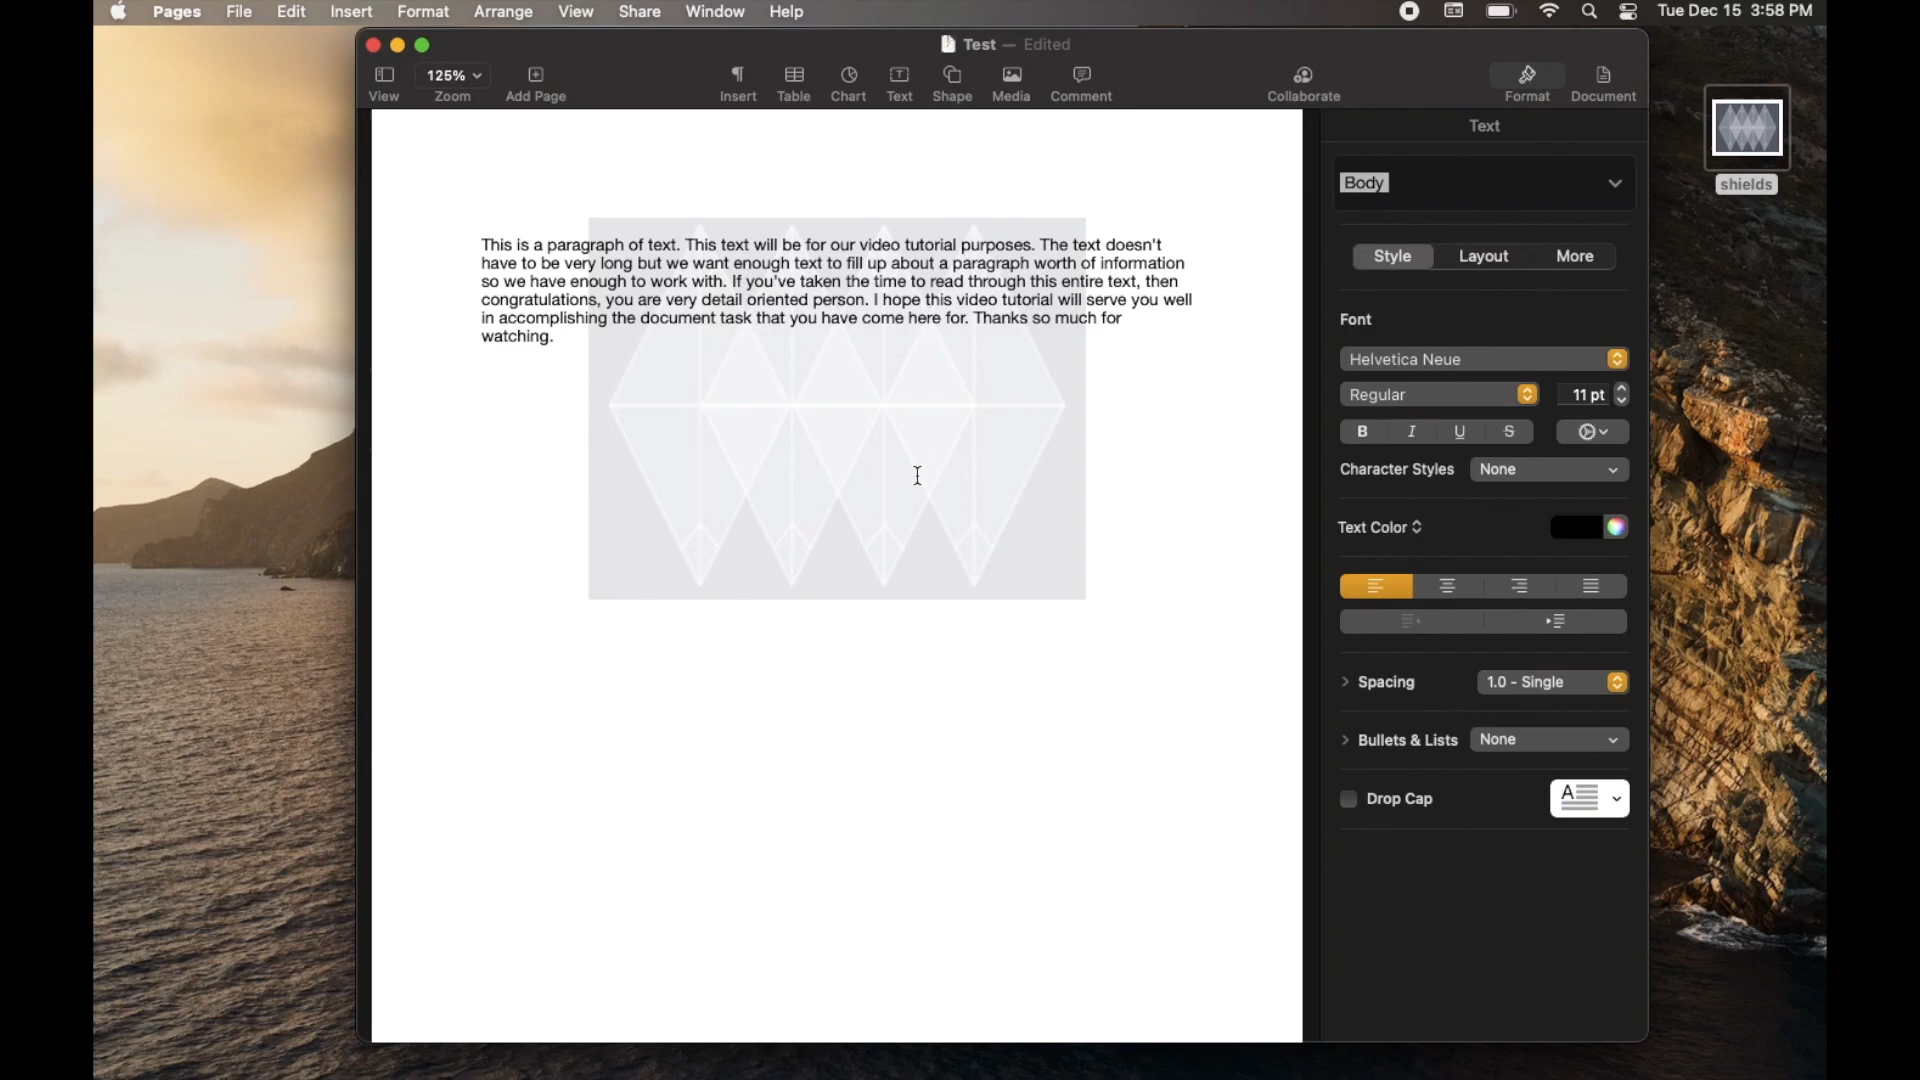 Pages File Edit Insert Format Arrange View Share Window Help
Tue Dec 15 3:58 PM
Test — Edited
125%
View Zoom Add Page Insert Table Chart Text Shape Media Comment Collaborate Format Document
Text
Body
shields
This is a paragraph of text. This text will be for our video tutorial purposes. The text doesn't
have to be very long but we want enough text to fill up about a paragraph worth of information
so we have enough to work with. If you've taken the time to read through this entire text, then
congratulations, you are very detail oriented person. I hope this video tutorial will serve you well
in accomplishing the document task that you have come here for. Thanks so much for
watching.
Style Layout More
Font
Helvetica Neue
Regular 11 pt
B I U S
Character Styles None
Text Color
Spacing 1.0 - Single
Bullets & Lists None
Drop Cap A